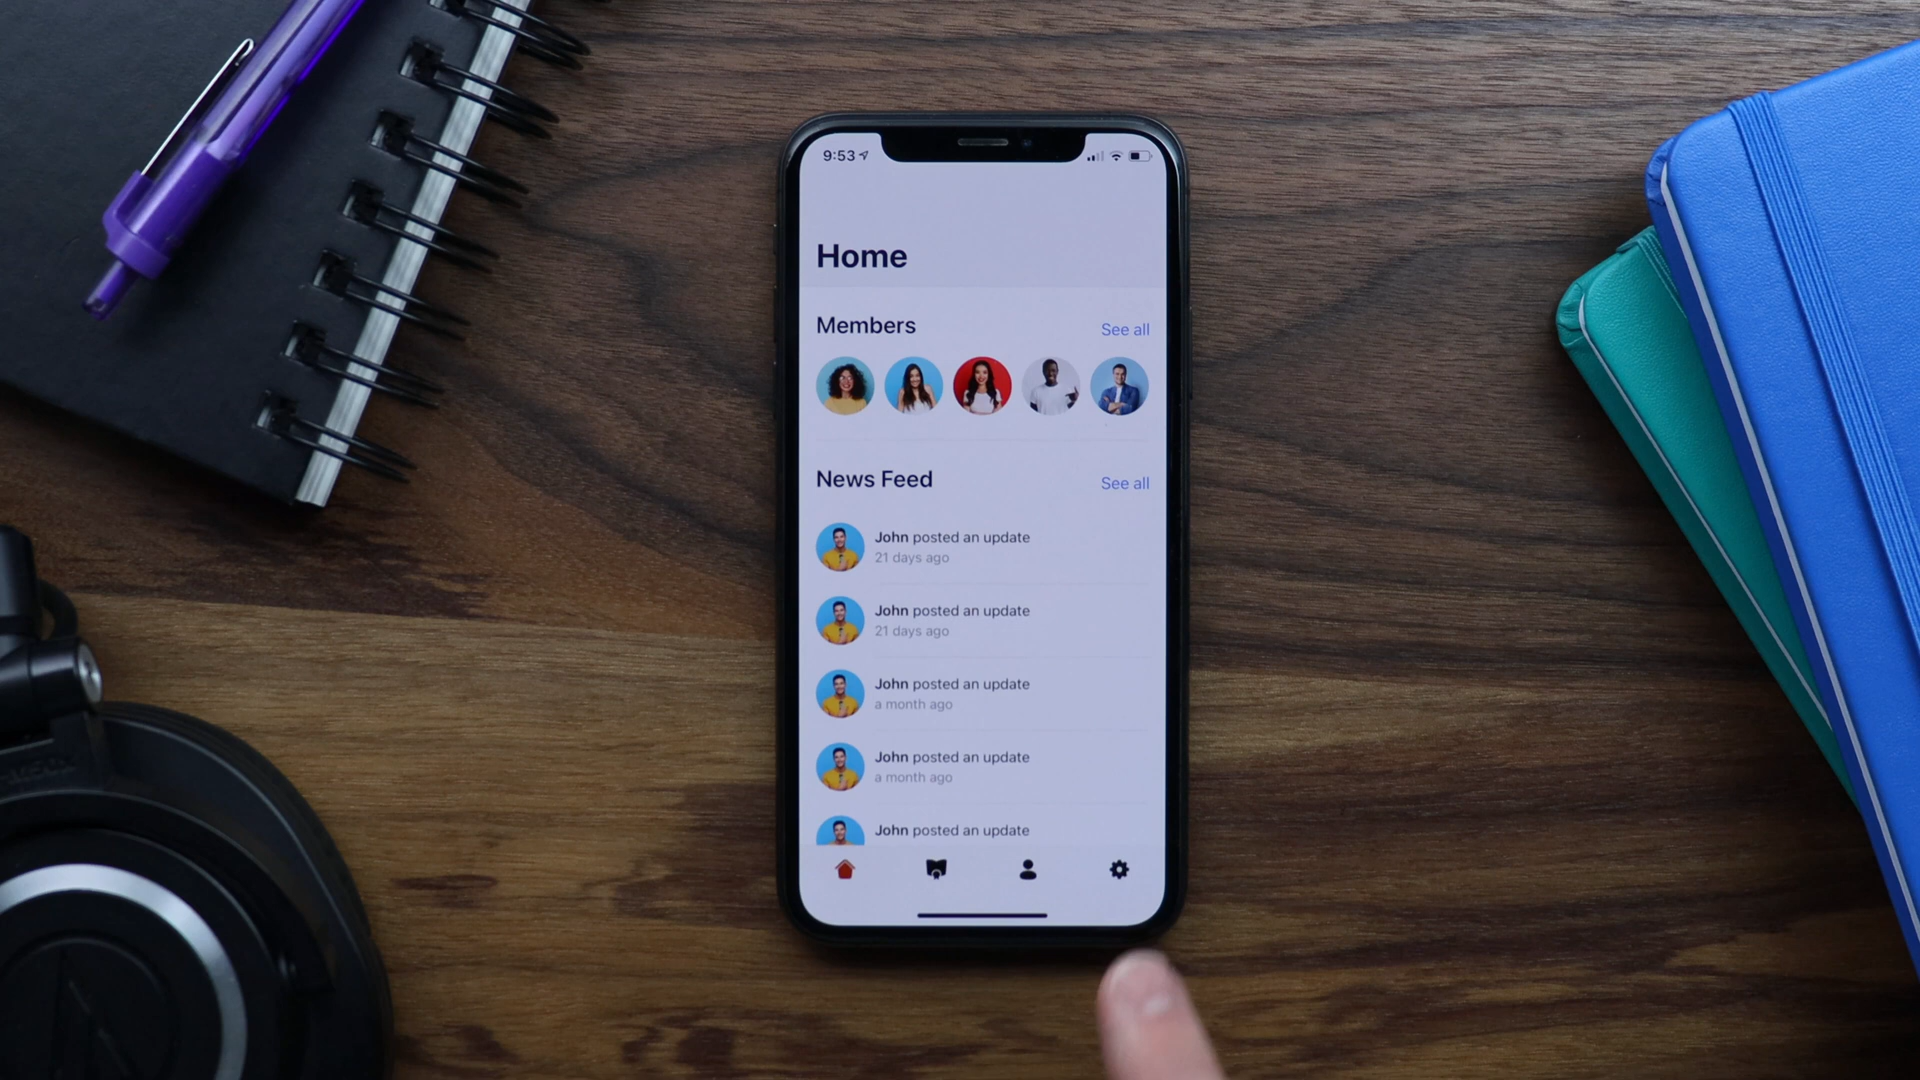 9:53
Home
Members
See all
News Feed
See all
John posted an update
21 days ago
John posted an update
21 days ago
John posted an update
a month ago
John posted an update
a month ago
John posted an update